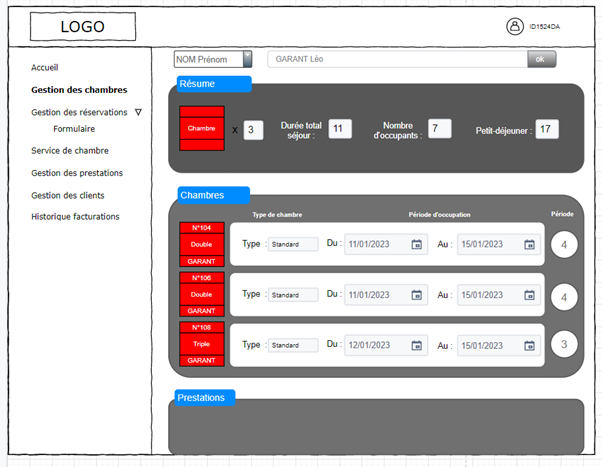 LOGO
ID1524DA
NOM Prénom
GARANT Léo
ok
Accueil
Gestion des chambres
Gestion des réservations
Formulaire
Service de chambre
Gestion des prestations
Gestion des clients
Historique facturations
Résume
Chambre
x 3
Durée total séjour :
11
Nombre d'occupants :
7
Petit-déjeuner :
17
Chambres
Type de chambre
Période d'occupation
Période
N°104
Double
GARANT
Type : Standard
Du : 11/01/2023
Au : 15/01/2023
4
N°106
Double
GARANT
Type : Standard
Du : 11/01/2023
Au : 15/01/2023
4
N°108
Triple
GARANT
Type : Standard
Du : 12/01/2023
Au : 15/01/2023
3
Prestations